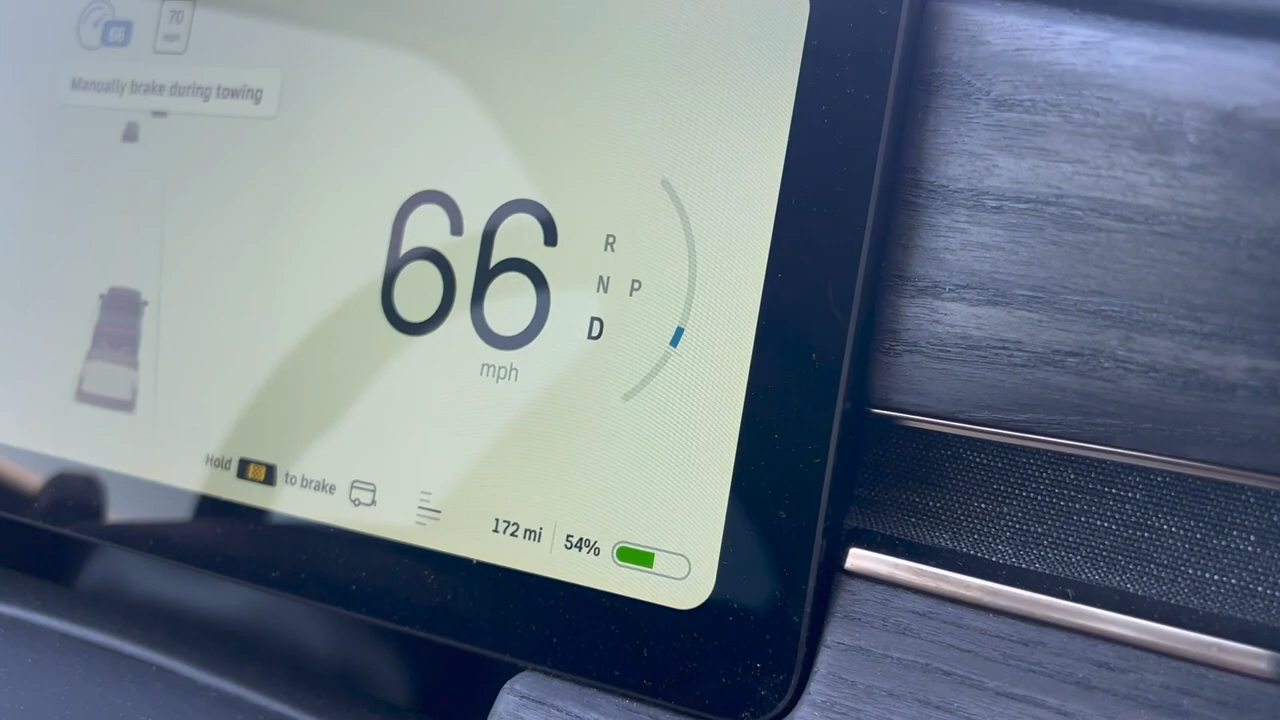 66
70
mph
Manually brake during towing
66
mph
R
N P
D
Hold to brake
172 mi 54%